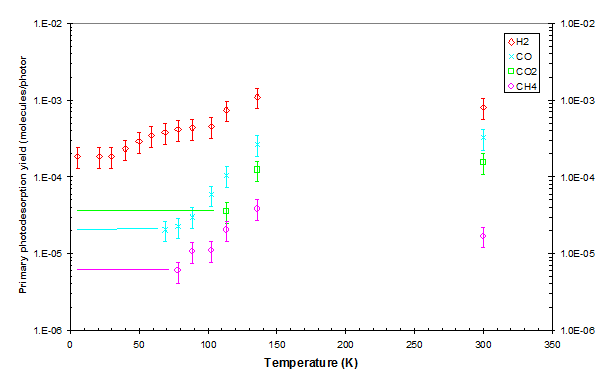 1.E-02
1.E-02
H2
CO
CO2
CH4
1.E-03
1.E-03
Primary photodesorption yield (molecules/photon
1.E-04
1.E-04
1.E-05
1.E-05
1.E-06
1.E-06
0 50 100 150 200 250 300 350
Temperature (K)